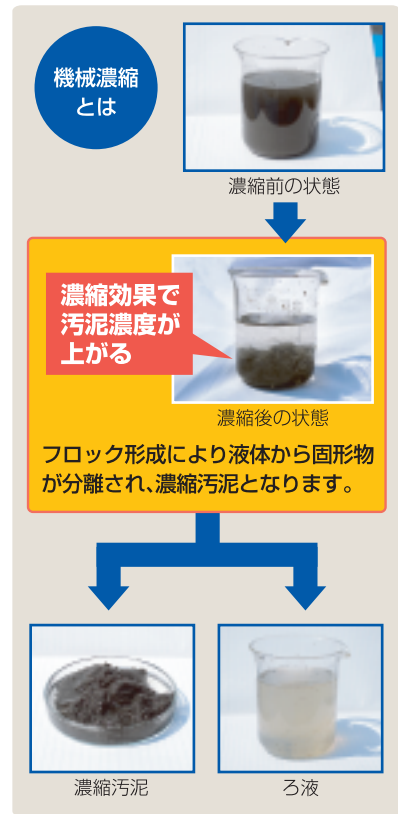 機械濃縮
とは
濃縮前の状態
濃縮効果で
汚泥濃度が
上がる
濃縮後の状態
フロック形成により液体から固形物
が分離され、濃縮汚泥となります。
濃縮汚泥
ろ液